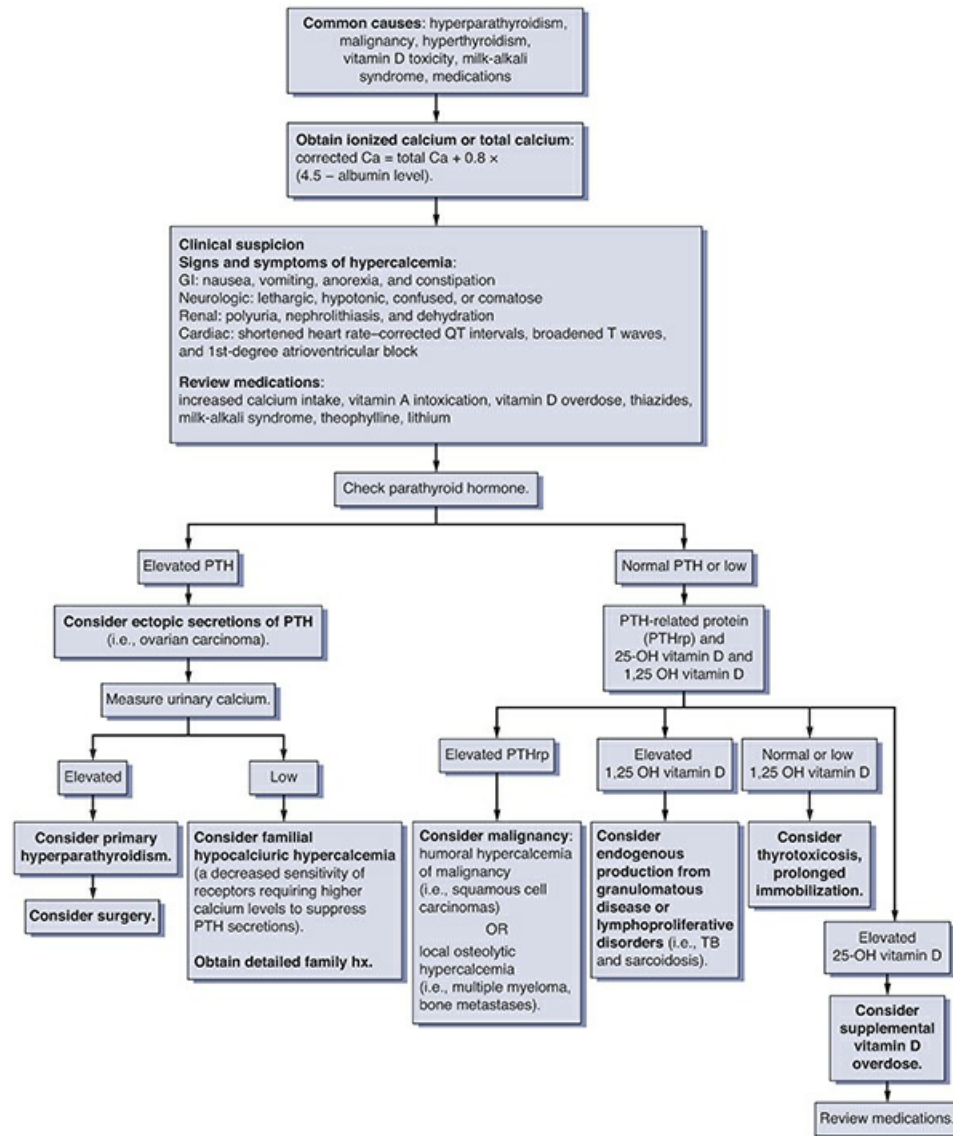 Common causes: hyperparathyroidism,
malignancy, hyperthyroidism,
vitamin D toxicity, milk-alkali
syndrome, medications
Obtain ionized calcium or total calcium:
corrected Ca = total Ca + 0.8 ×
(4.5 – albumin level).
Clinical suspicion
Signs and symptoms of hypercalcemia:
GI: nausea, vomiting, anorexia, and constipation
Neurologic: lethargic, hypotonic, confused, or comatose
Renal: polyuria, nephrolithiasis, and dehydration
Cardiac: shortened heart rate–corrected QT intervals, broadened T waves,
and 1st-degree atrioventricular block
Review medications:
increased calcium intake, vitamin A intoxication, vitamin D overdose, thiazides,
milk-alkali syndrome, theophylline, lithium
Check parathyroid hormone.
Elevated PTH
Consider ectopic secretions of PTH
(i.e., ovarian carcinoma).
Measure urinary calcium.
Elevated
Consider primary
hyperparathyroidism.
Consider surgery.
Low
Consider familial
hypocalciuric hypercalcemia
(a decreased sensitivity of
receptors requiring higher
calcium levels to suppress
PTH secretions).
Obtain detailed family hx.
Normal PTH or low
PTH-related protein
(PTHrp) and
25-OH vitamin D and
1,25 OH vitamin D
Elevated PTHrp
Consider malignancy:
humoral hypercalcemia
of malignancy
(i.e., squamous cell
carcinomas)
OR
local osteolytic
hypercalcemia
(i.e., multiple myeloma,
bone metastases).
Elevated
1,25 OH vitamin D
Consider
endogenous
production from
granulomatous
disease or
lymphoproliferative
disorders (i.e., TB
and sarcoidosis).
Normal or low
1,25 OH vitamin D
Consider
thyrotoxicosis,
prolonged
immobilization.
Elevated
25-OH vitamin D
Consider
supplemental
vitamin D
overdose.
Review medications.